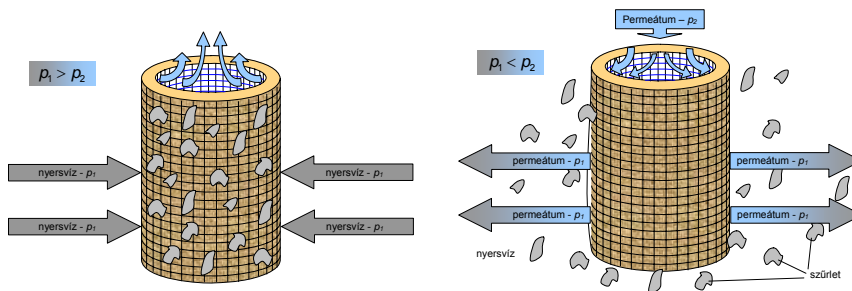 p₁ > p₂
nyersvíz - p₁
nyersvíz - p₁
nyersvíz - p₁
nyersvíz - p₁
Permeátum – p₂
p₁ < p₂
permeátum - p₁
permeátum - p₁
permeátum - p₁
permeátum - p₁
nyersvíz
szűrlet